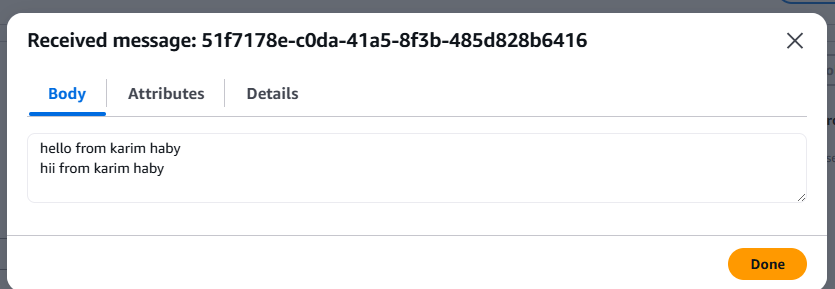 Received message: 51f7178e-c0da-41a5-8f3b-485d828b6416
Body Attributes Details
hello from karim haby
hii from karim haby
Done